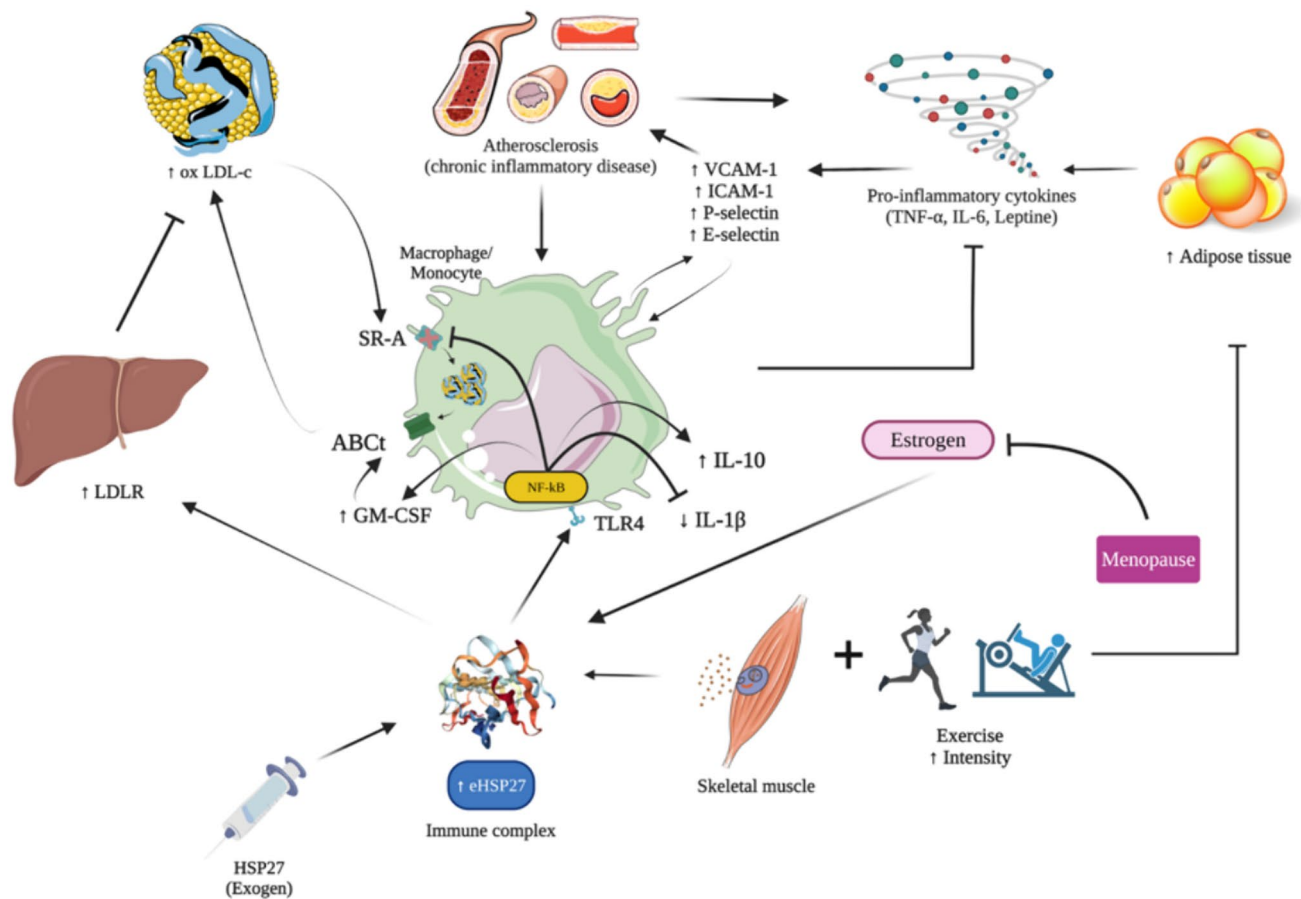 ↑ ox LDL-c
Atherosclerosis
(chronic inflammatory disease)
↑ VCAM-1
↑ ICAM-1
↑ P-selectin
↑ E-selectin
Pro-inflammatory cytokines
(TNF-α, IL-6, Leptine)
↑ Adipose tissue
Macrophage/
Monocyte
SR-A
ABCt
↑ GM-CSF
NF-kB
TLR4
↑ IL-10
↓ IL-1β
↑ LDLR
Estrogen
Menopause
Skeletal muscle
+
Exercise
↑ Intensity
↑ eHSP27
Immune complex
HSP27
(Exogen)